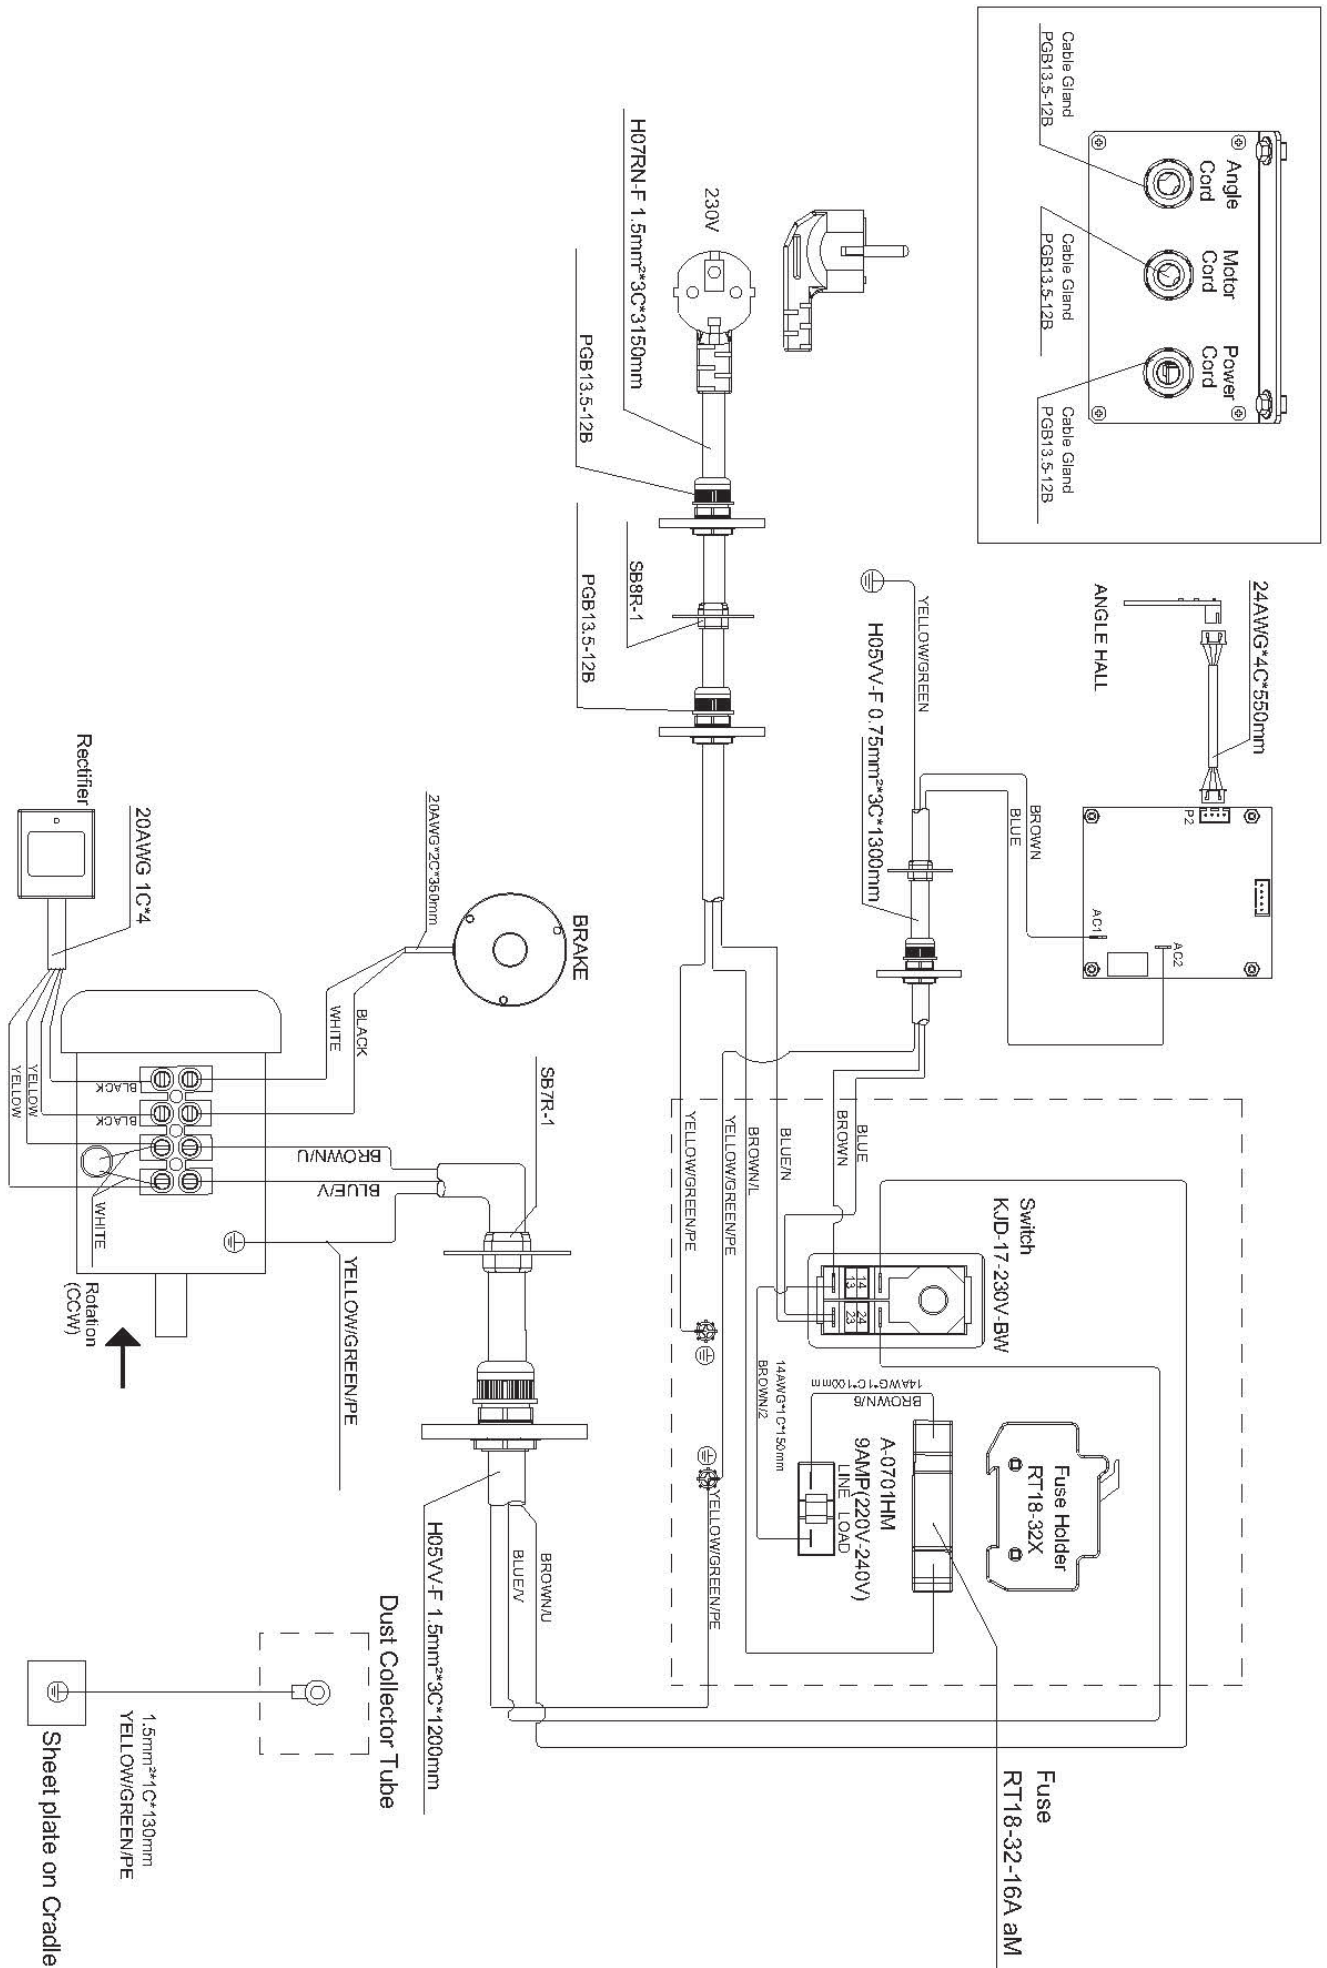 Cable Gland
PGB13.5-12B
Cable Gland
PGB13.5-12B
Cable Gland
PGB13.5-12B
Angle
Cord
Motor
Cord
Power
Cord
230V
H07RN-F 1.5mm²*3C*3150mm
PGB13.5-12B
SB8R-1
PGB13.5-12B
24AWG*4C*550mm
ANGLE HALL
P2
AC1
AC2
BROWN
BLUE
YELLOW/GREEN
H05VV-F 0.75mm²*3C*1300mm
BLUE
BROWN
BLUE/N
BROWN/L
YELLOW/GREEN/PE
YELLOW/GREEN/PE
Switch
KJD-17-230V-BW
14
13
24
23
14AWG*1C*150mm
BROWN/2
14AWG*1C*100mm
BROWN/6
A-0701HM
9AMP(220V-240V)
LINE LOAD
Fuse Holder
RT18-32X
Fuse
RT18-32-16A aM
YELLOW/GREEN/PE
BROWN/U
BLUE/V
H05VV-F 1.5mm²*3C*1200mm
SB7R-1
BRAKE
20AWG*2C*350mm
BLACK
WHITE
Rectifier
20AWG 1C*4
BLACK
BLACK
YELLOW
YELLOW
WHITE
BROWN/U
BLUE/V
YELLOW/GREEN/PE
Rotation
(CCW)
Dust Collector Tube
1.5mm²*1C*130mm
YELLOW/GREEN/PE
Sheet plate on Cradle